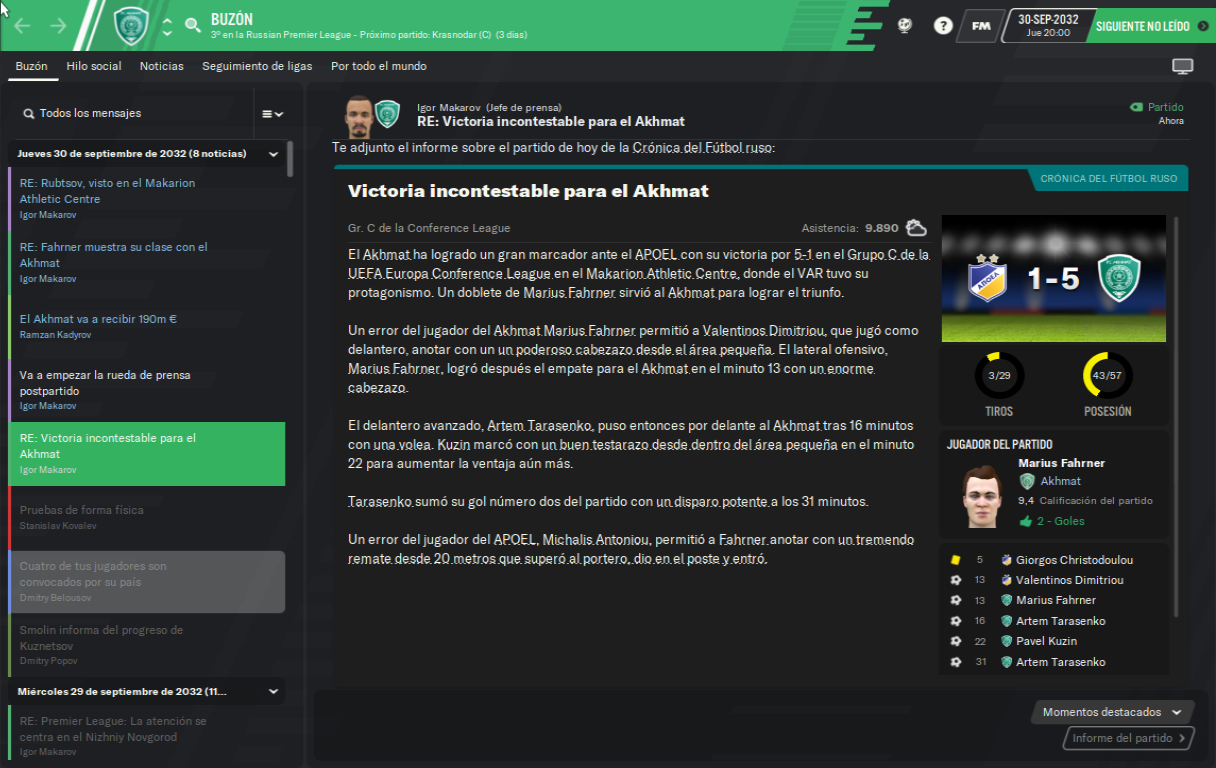 BUZÓN
3º en la Russian Premier League - Próximo partido: Krasnodar (C) (3 días)
?
FM
30-SEP-2032
Jue 20:00
SIGUIENTE NO LEÍDO
Buzón
Hilo social
Noticias
Seguimiento de ligas
Por todo el mundo
Todos los mensajes
Jueves 30 de septiembre de 2032 (8 noticias)
RE: Rubtsov, visto en el Makarion
Athletic Centre
Igor Makarov
RE: Fahrner muestra su clase con el
Akhmat
Igor Makarov
El Akhmat va a recibir 190m €
Ramzan Kadyrov
Va a empezar la rueda de prensa
postpartido
Igor Makarov
RE: Victoria incontestable para el
Akhmat
Igor Makarov
Pruebas de forma física
Stanislav Kovalev
Cuatro de tus jugadores son
convocados por su país
Dmitry Belousov
Smolin informa del progreso de
Kuznetsov
Dmitry Popov
Miércoles 29 de septiembre de 2032 (11...
RE: Premier League: La atención se
centra en el Nizhniy Novgorod
Igor Makarov
Igor Makarov (Jefe de prensa)
RE: Victoria incontestable para el Akhmat
Partido
Ahora
Te adjunto el informe sobre el partido de hoy de la Crónica del Fútbol ruso:
CRÓNICA DEL FÚTBOL RUSO
Victoria incontestable para el Akhmat
Gr. C de la Conference League
Asistencia: 9.890
El Akhmat ha logrado un gran marcador ante el APOEL con su victoria por 5-1 en el Grupo C de la
UEFA Europa Conference League en el Makarion Athletic Centre, donde el VAR tuvo su
protagonismo. Un doblete de Marius Fahrner sirvió al Akhmat para lograr el triunfo.
Un error del jugador del Akhmat Marius Fahrner permitió a Valentinos Dimitriou, que jugó como
delantero, anotar con un un poderoso cabezazo desde el área pequeña. El lateral ofensivo,
Marius Fahrner, logró después el empate para el Akhmat en el minuto 13 con un enorme
cabezazo.
El delantero avanzado, Artem Tarasenko, puso entonces por delante al Akhmat tras 16 minutos
con una volea. Kuzin marcó con un buen testarazo desde dentro del área pequeña en el minuto
22 para aumentar la ventaja aún más.
Tarasenko sumó su gol número dos del partido con un disparo potente a los 31 minutos.
Un error del jugador del APOEL, Michalis Antoniou, permitió a Fahrner anotar con un tremendo
remate desde 20 metros que superó al portero, dio en el poste y entró.
1-5
3/29
TIROS
43/57
POSESIÓN
JUGADOR DEL PARTIDO
Marius Fahrner
Akhmat
9,4 Calificación del partido
2 - Goles
5 Giorgos Christodoulou
13 Valentinos Dimitriou
13 Marius Fahrner
16 Artem Tarasenko
22 Pavel Kuzin
31 Artem Tarasenko
Momentos destacados
Informe del partido